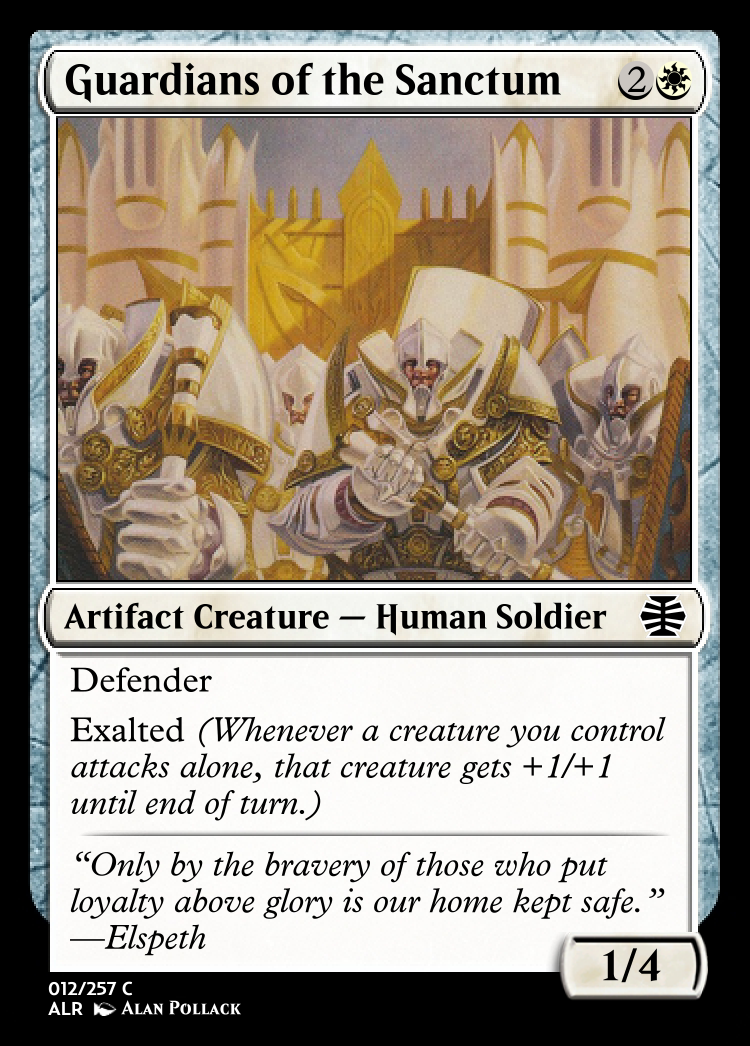 Guardians of the Sanctum 2
Artifact Creature — Human Soldier
Defender
Exalted (Whenever a creature you control
attacks alone, that creature gets +1/+1
until end of turn.)
“Only by the bravery of those who put
loyalty above glory is our home kept safe.”
—Elspeth
1/4
012/257 C
ALR Alan Pollack